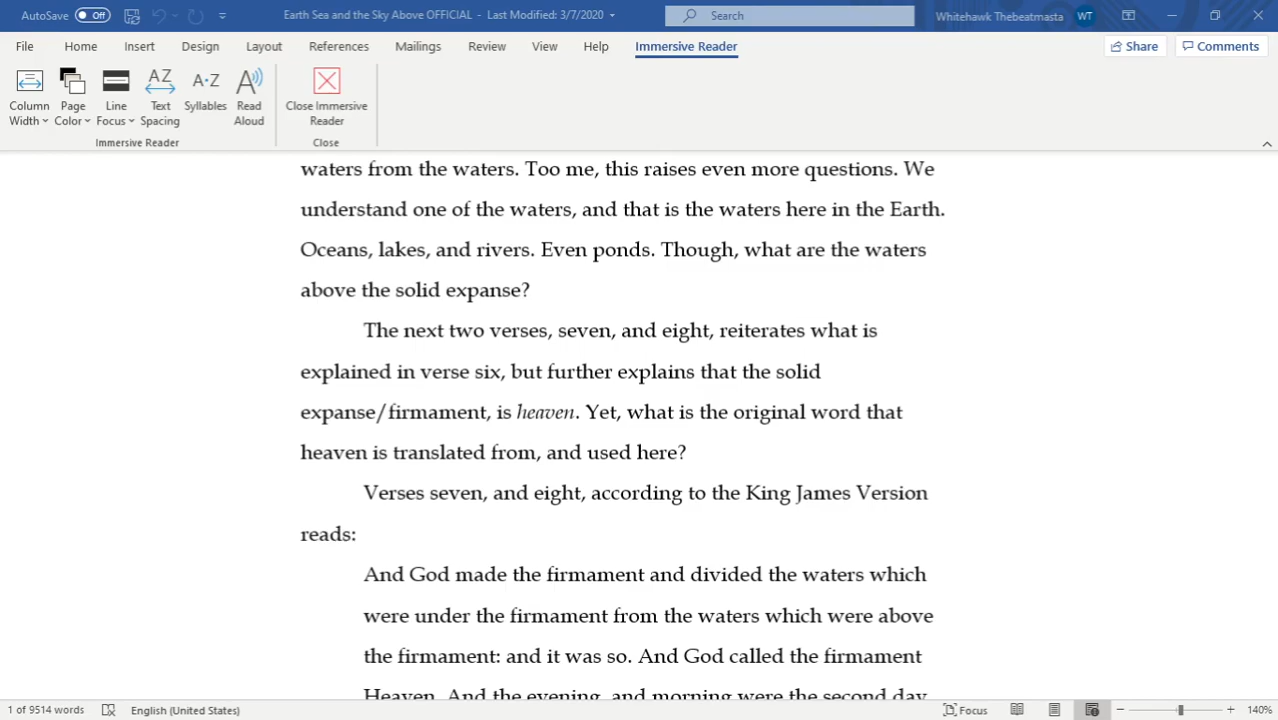 AutoSave Off Earth Sea and the Sky Above OFFICIAL - Last Modified: 3/7/2020 Search Whitehawk Thebeatmasta WT
File Home Insert Design Layout References Mailings Review View Help Immersive Reader Share Comments
Column Width Page Color Line Focus Text Spacing Syllables Read Aloud Close Immersive Reader
Immersive Reader Close
waters from the waters. Too me, this raises even more questions. We
understand one of the waters, and that is the waters here in the Earth.
Oceans, lakes, and rivers. Even ponds. Though, what are the waters
above the solid expanse?
The next two verses, seven, and eight, reiterates what is
explained in verse six, but further explains that the solid
expanse/firmament, is heaven. Yet, what is the original word that
heaven is translated from, and used here?
Verses seven, and eight, according to the King James Version
reads:
And God made the firmament and divided the waters which
were under the firmament from the waters which were above
the firmament: and it was so. And God called the firmament
Heaven. And the evening, and morning were the second day
1 of 9514 words English (United States) Focus 140%